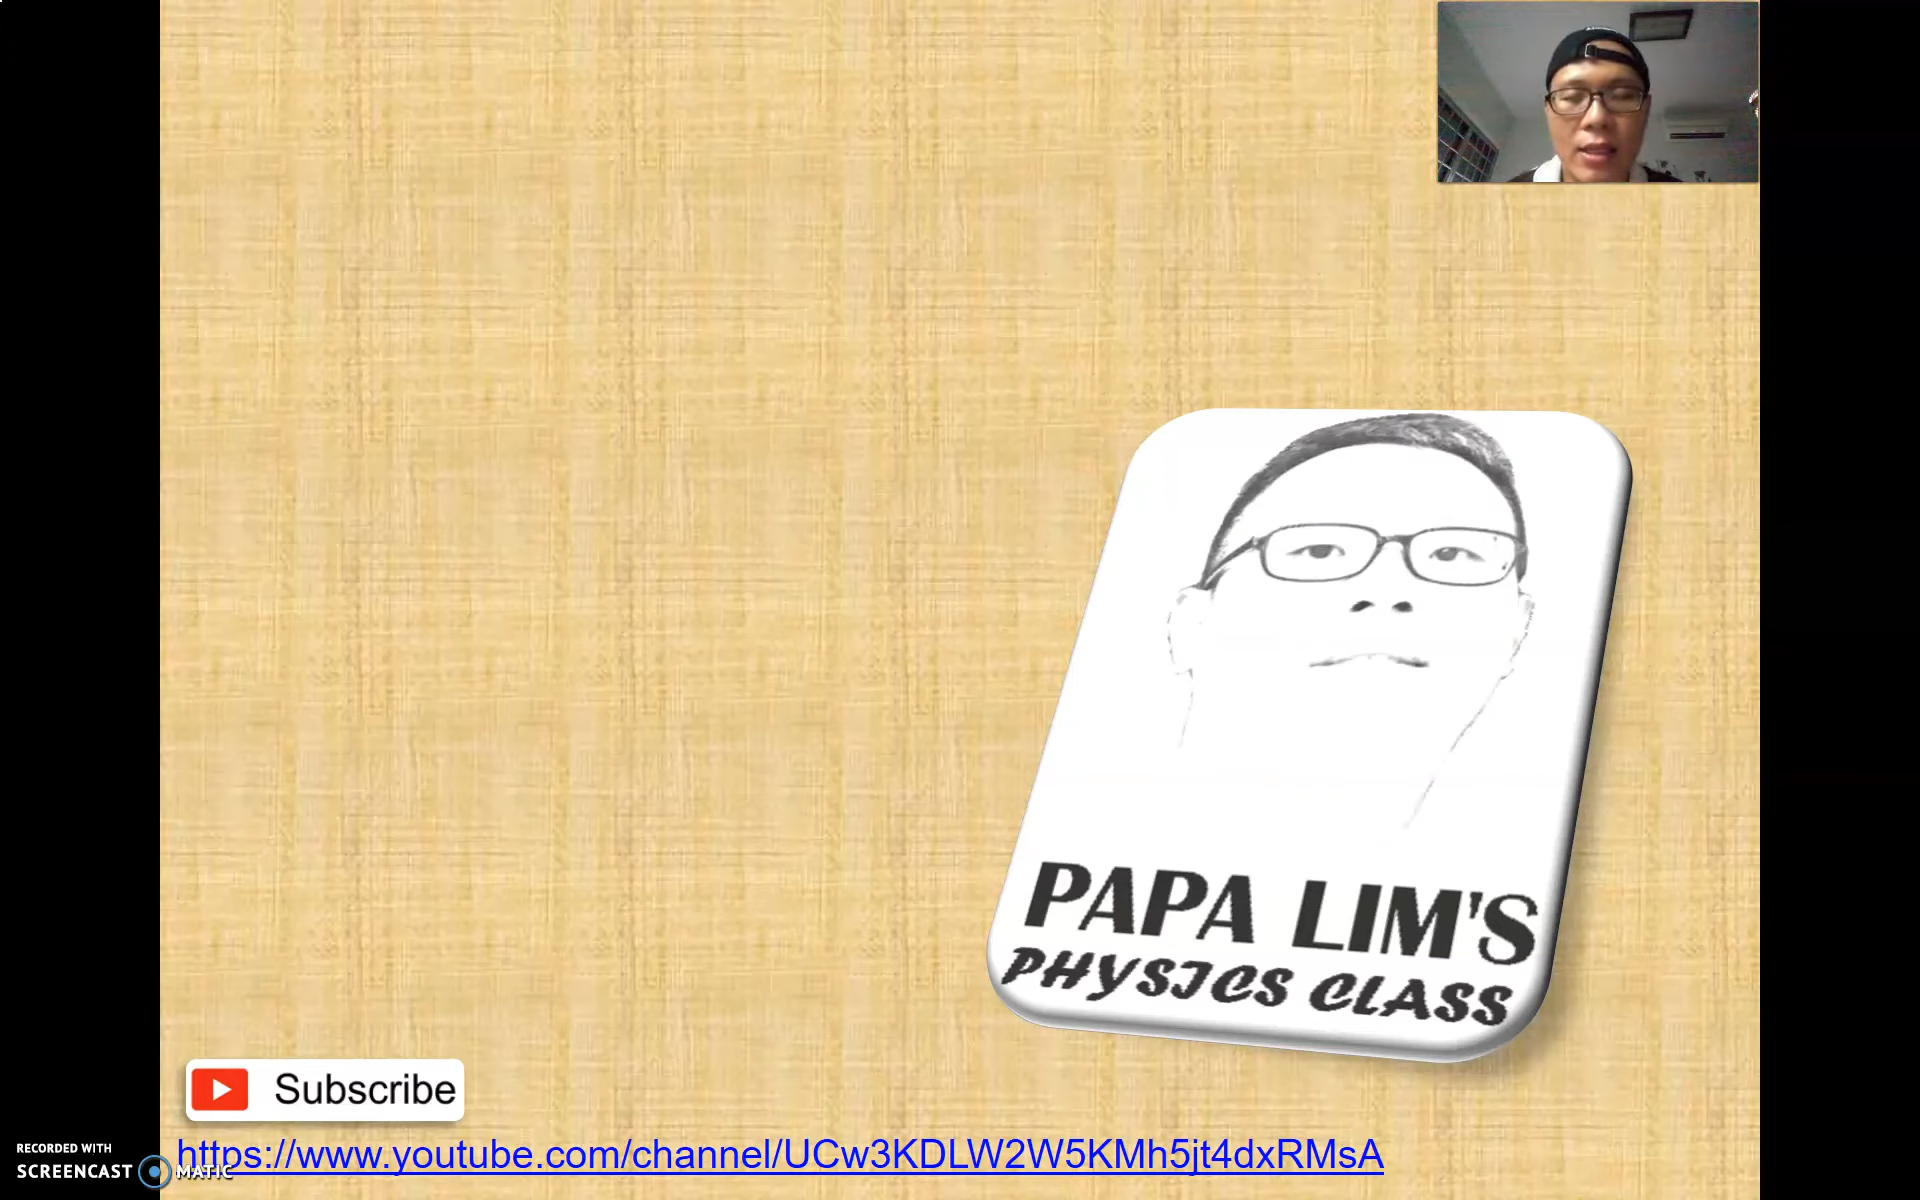 PAPA LIM'S
PHYSICS CLASS
Subscribe
https://www.youtube.com/channel/UCw3KDLW2W5KMh5jt4dxRMsA
RECORDED WITH
SCREENCAST MATIC